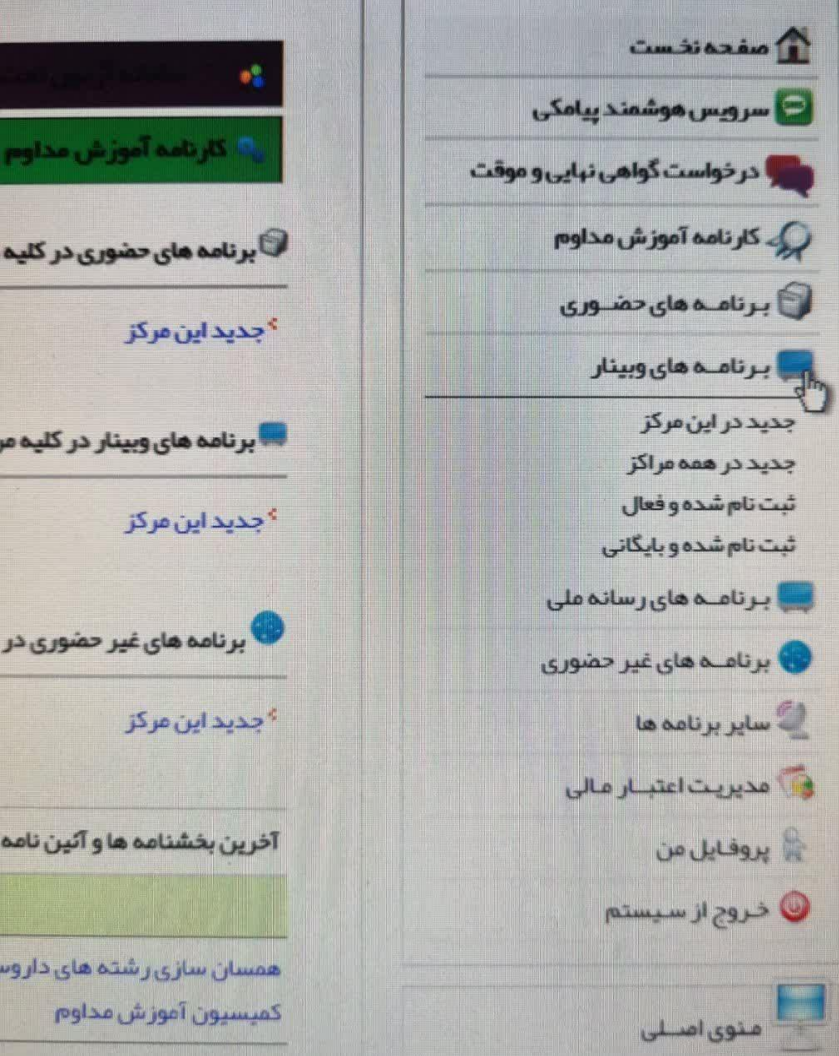 صفحه نخست
سرویس هوشمند پیامکی
درخواست گواهی نهایی و موقت
کارنامه آموزش مداوم
برنامه های حضوری
برنامه های وبینار
جدید در این مرکز
جدید در همه مراکز
ثبت نام شده و فعال
ثبت نام شده و بایگانی
برنامه های رسانه ملی
برنامه های غیر حضوری
سایر برنامه ها
مدیریت اعتبار مالی
پروفایل من
خروج از سیستم
منوی اصلی
سامانه آزمون تحت
کارنامه آموزش مداوم
برنامه های حضوری در کلیه
جدید این مرکز
برنامه های وبینار در کلیه مر
جدید این مرکز
برنامه های غیر حضوری در
جدید این مرکز
آخرین بخشنامه ها و آئین نامه
همسان سازی رشته های داروس
کمیسیون آموزش مداوم